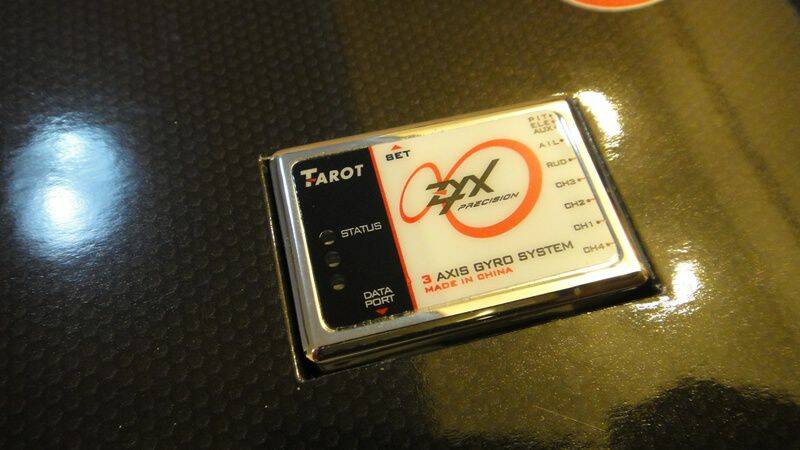 TAROT
SET
ZYX
PRECISION
STATUS
DATA
PORT
3 AXIS GYRO SYSTEM
MADE IN CHINA
PIT
ELE
AUX
AIL
RUD
CH3
CH2
CH1
CH4